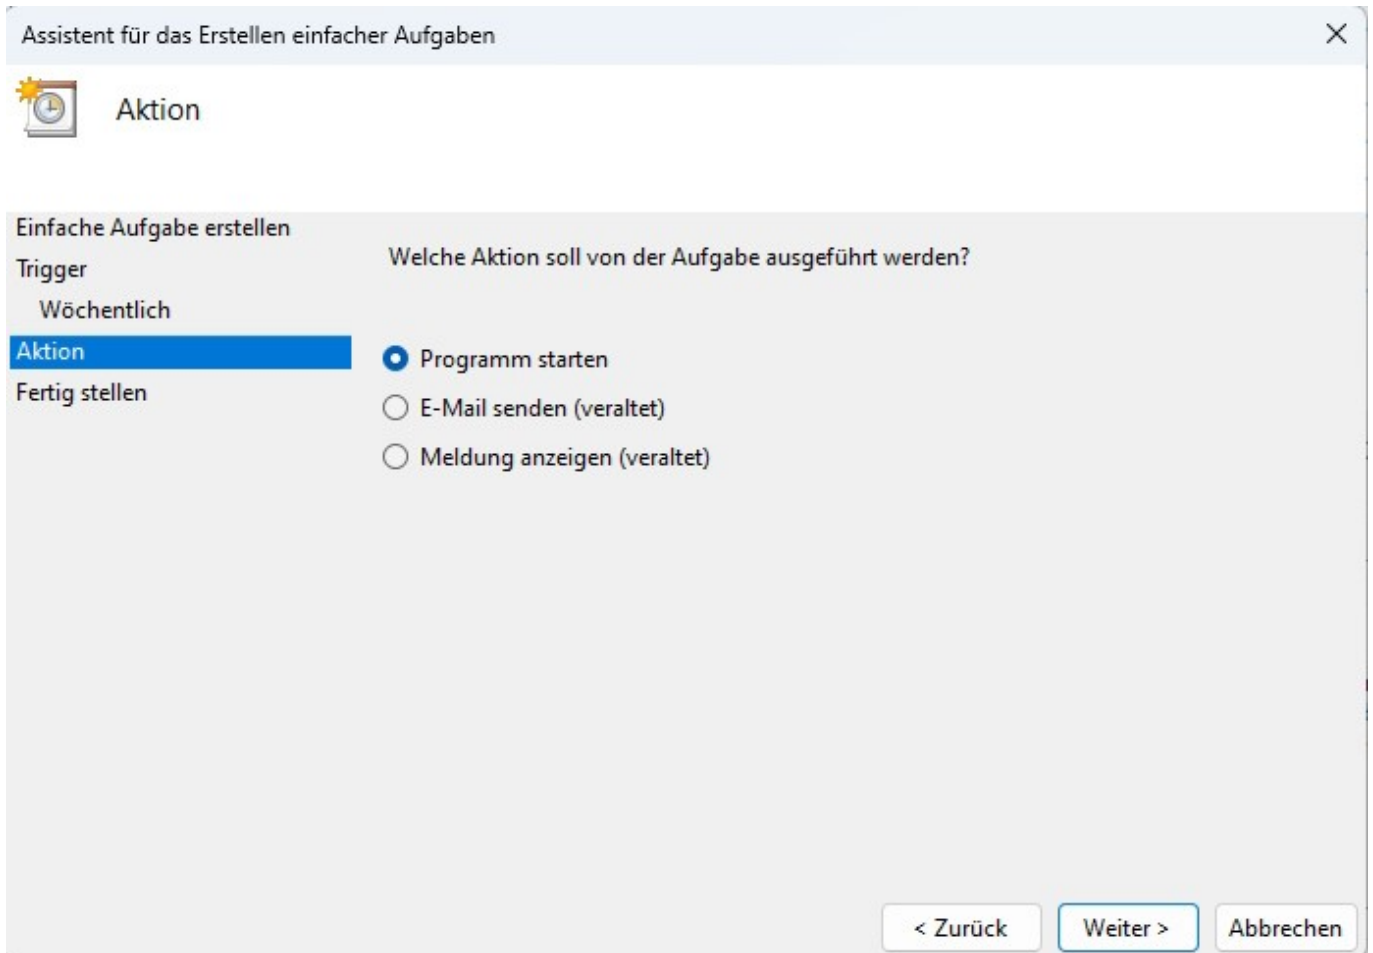 Assistent für das Erstellen einfacher Aufgaben
Aktion
Einfache Aufgabe erstellen
Trigger
Wöchentlich
Aktion
Fertig stellen
Welche Aktion soll von der Aufgabe ausgeführt werden?
Programm starten
E-Mail senden (veraltet)
Meldung anzeigen (veraltet)
< Zurück
Weiter >
Abbrechen